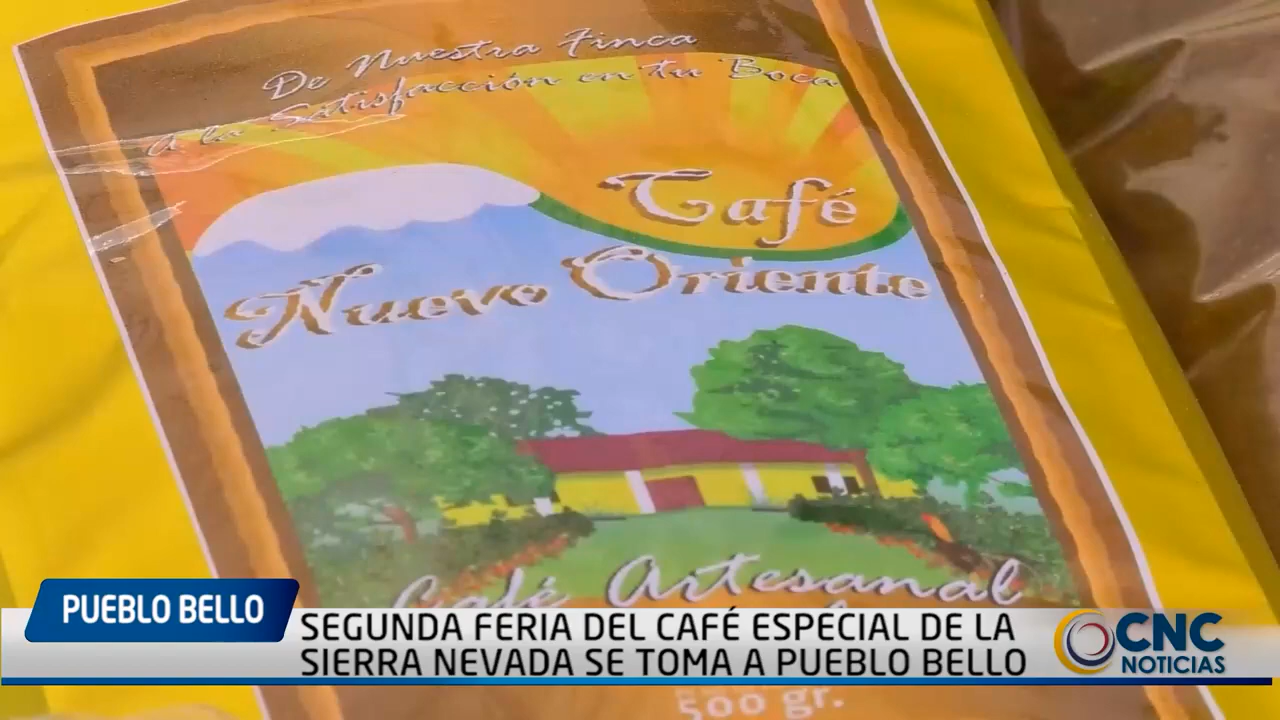 De Nuestra Finca
A la Satisfacción en tu Boca
Café
Nuevo Oriente
Café Artesanal
PUEBLO BELLO
SEGUNDA FERIA DEL CAFÉ ESPECIAL DE LA
SIERRA NEVADA SE TOMA A PUEBLO BELLO
CNC
NOTICIAS
500 gr.